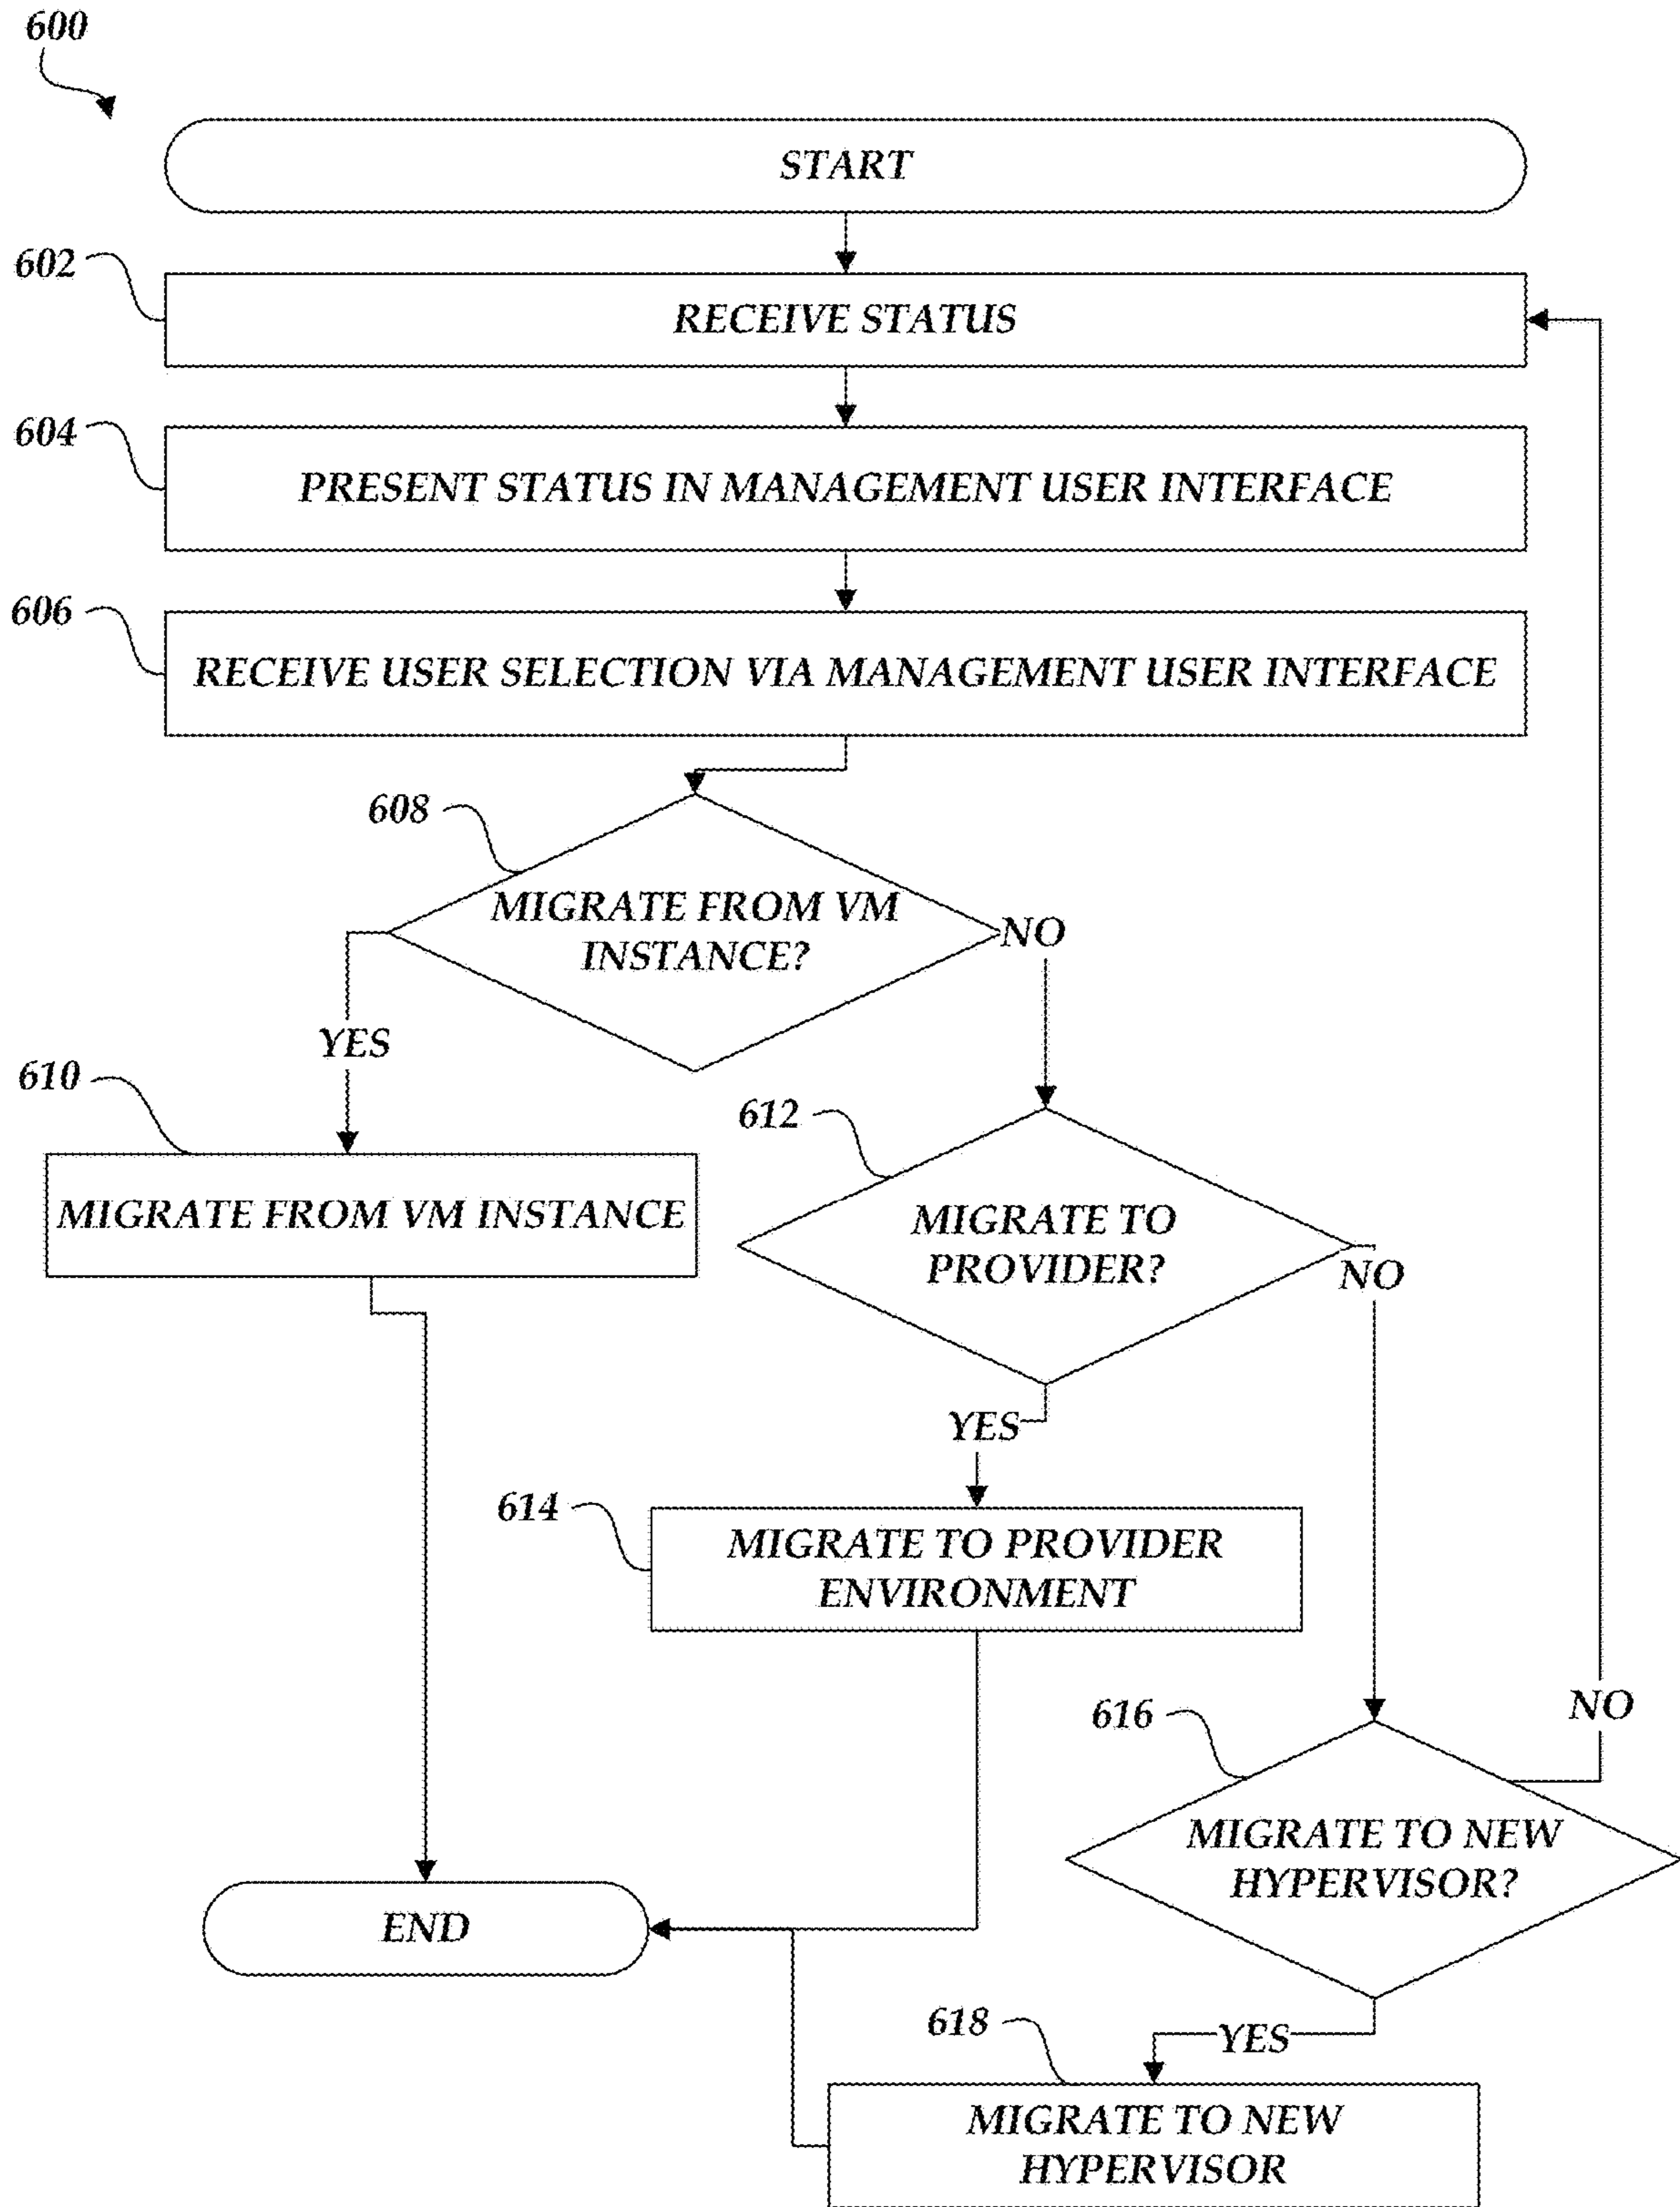 600
START
602
RECEIVE STATUS
604
PRESENT STATUS IN MANAGEMENT USER INTERFACE
606
RECEIVE USER SELECTION VIA MANAGEMENT USER INTERFACE
608
MIGRATE FROM VM
INSTANCE?
NO
YES
610
MIGRATE FROM VM INSTANCE
612
MIGRATE TO
PROVIDER?
NO
YES
614
MIGRATE TO PROVIDER
ENVIRONMENT
616
NO
MIGRATE TO NEW
HYPERVISOR?
END
618
YES
MIGRATE TO NEW
HYPERVISOR